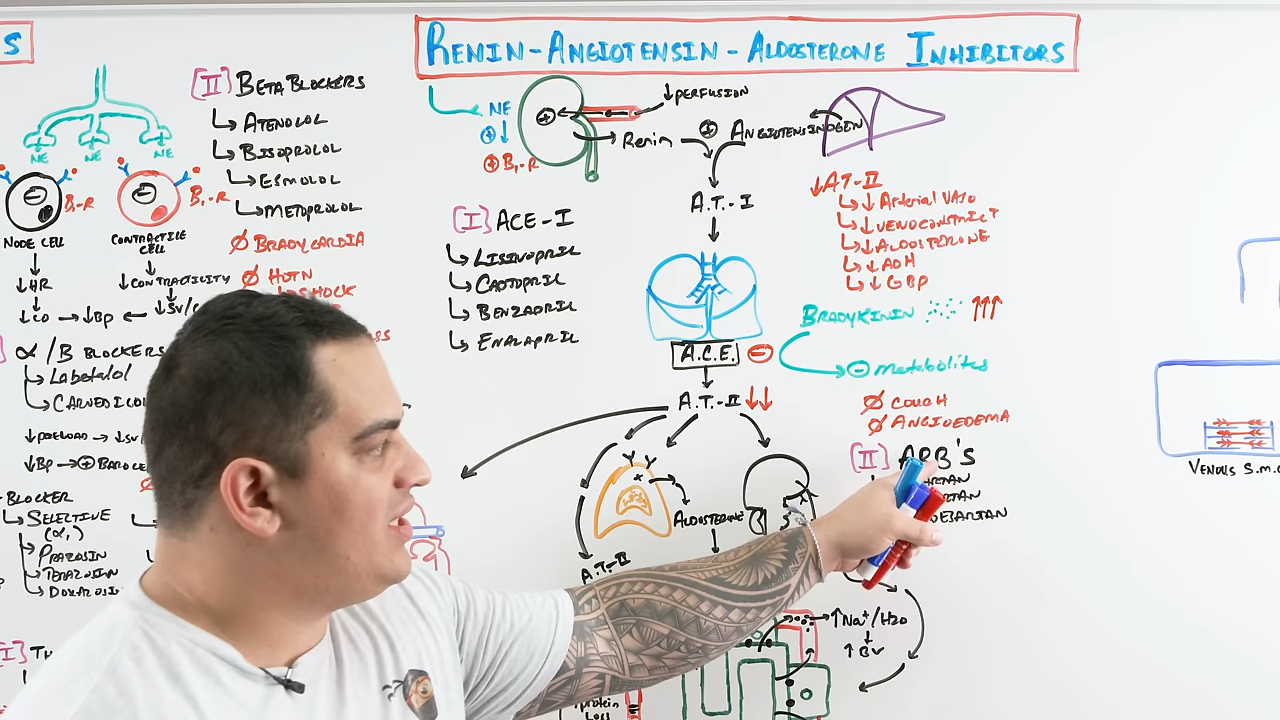 S
RENIN-ANGIOTENSIN-ALDOSTERONE INHIBITORS
NE
NE
NE
B₁-R
B₁-R
NODE CELL
CONTRACTILE CELL
↓HR
↓CONTRACTILITY
↓CO → ↓BP ←
[II] BETA BLOCKERS
↳ ATENOLOL
↳ BISOPROLOL
↳ ESMOLOL
↳ METOPROLOL
Ø BRADYCARDIA
Ø HOTN
↳ SHOCK
α/B BLOCKERS
Labetalol
↓PRELOAD →
↓BP → ⊕
BLOCKER
↳ SELECTIVE
(α₁)
PRAZOSIN
TERAZOSIN
NE
⊕↓
⊕B₁-R
⊕
↓PERFUSION
Renin
⊕
ANGIOTENSINOGEN
A.T.-I
[I] ACE-I
↳ LISINOPRIL
↳ CAPTOPRIL
↳ BENZAPRIL
↳ ENALAPRIL
A.C.E. ⊖
A.T.-II ↓↓
ALDOSTERONE
A.T-II
↓AT-II
↳↓ Arterial VASO
↳↓ VENOCONSTRICT
↳↓ ALDOSTERONE
↳↓ ADH
↳↓ GBP
BRADYKININ ↑↑↑
⊖ metabolites
Ø COUGH
Ø ANGIOEDEMA
[II] ARB'S
↑Na⁺/H2O
↓
↑BV
protein
Loss
VENOUS S.M.